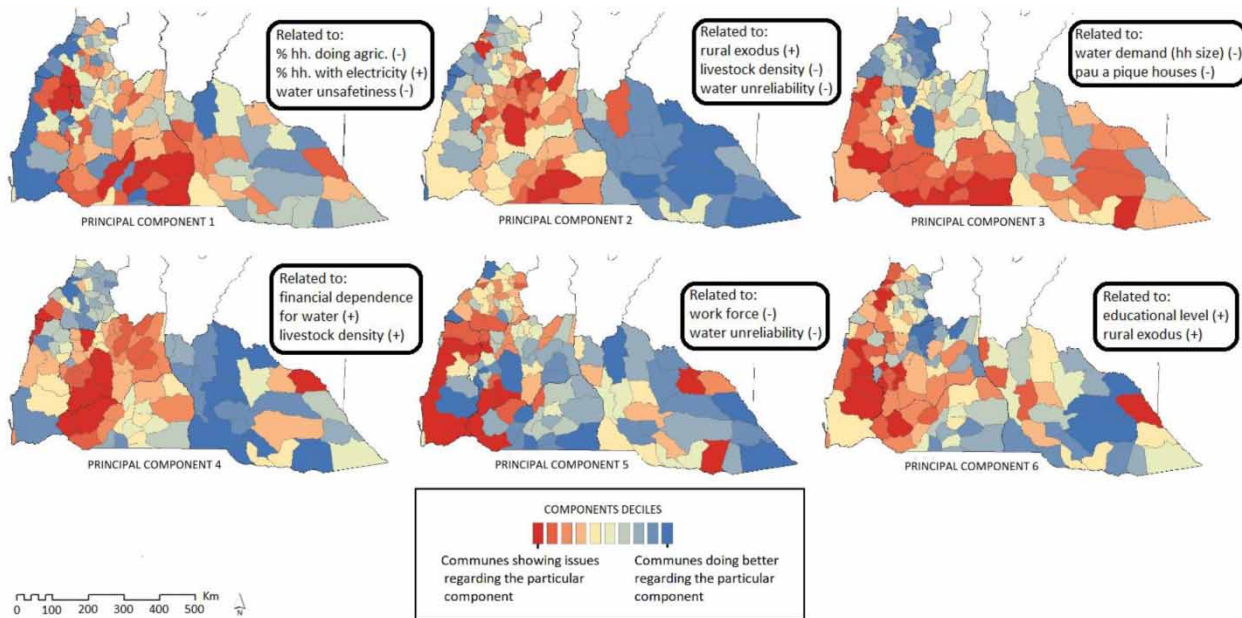 Related to:
% hh. doing agric. (-)
% hh. with electricity (+)
water unsafetiness (-)
PRINCIPAL COMPONENT 1
Related to:
rural exodus (+)
livestock density (-)
water unreliability (-)
PRINCIPAL COMPONENT 2
Related to:
water demand (hh size) (-)
pau a pique houses (-)
PRINCIPAL COMPONENT 3
Related to:
financial dependence
for water (+)
livestock density (+)
PRINCIPAL COMPONENT 4
Related to:
work force (-)
water unreliability (-)
PRINCIPAL COMPONENT 5
Related to:
educational level (+)
rural exodus (+)
PRINCIPAL COMPONENT 6
COMPONENTS DECILES
Communes showing issues
regarding the particular
component
Communes doing better
regarding the particular
component
Km
0 100 200 300 400 500
N